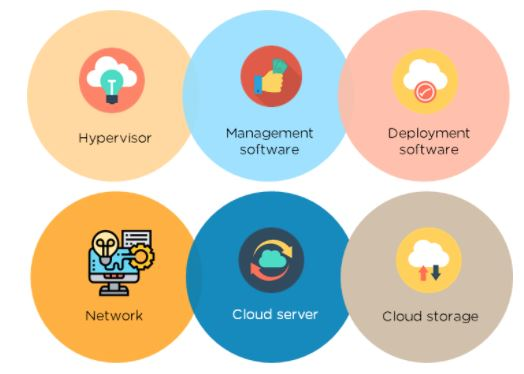 Hypervisor
Management
software
Deployment
software
Network
Cloud server
Cloud storage